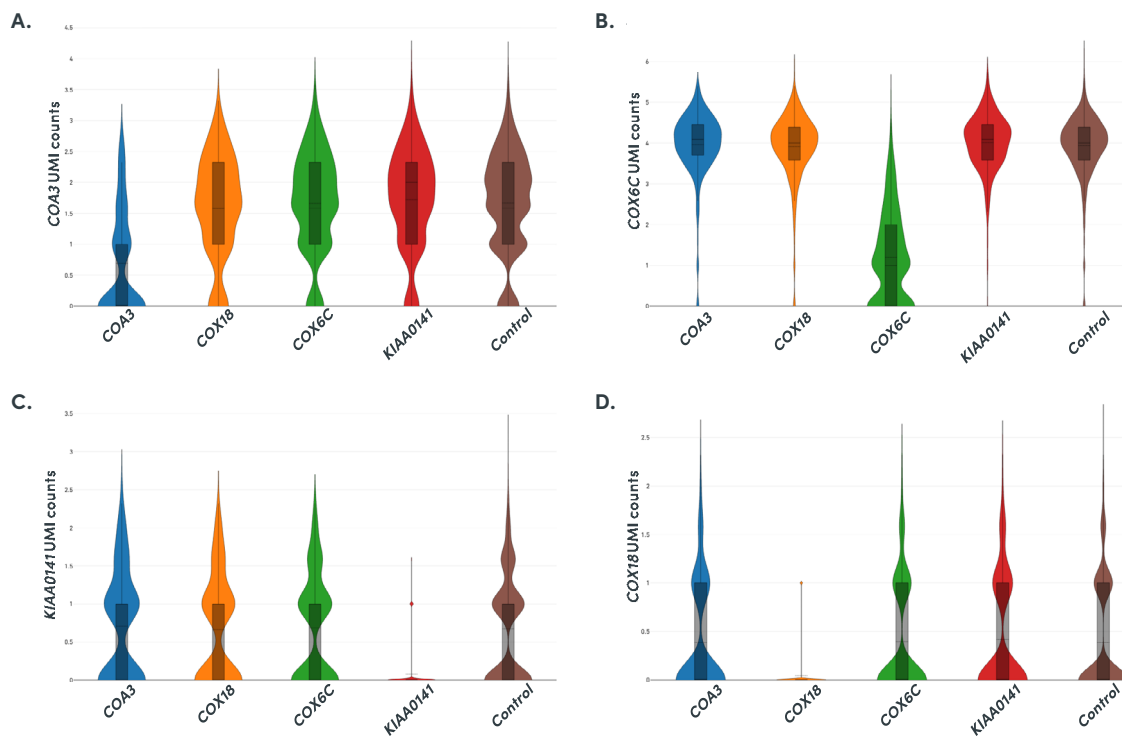 A.
COA3 UMI counts
4.5
4
3.5
3
2.5
2
1.5
1
0.5
0
COA3
COX18
COX6C
KIAA0141
Control
B.
COX6C UMI counts
6
5
4
3
2
1
0
COA3
COX18
COX6C
KIAA0141
Control
C.
KIAA0141 UMI counts
3.5
3
2.5
2
1.5
1
0.5
0
COA3
COX18
COX6C
KIAA0141
Control
D.
COX18 UMI counts
2.5
2
1.5
1
0.5
0
COA3
COX18
COX6C
KIAA0141
Control